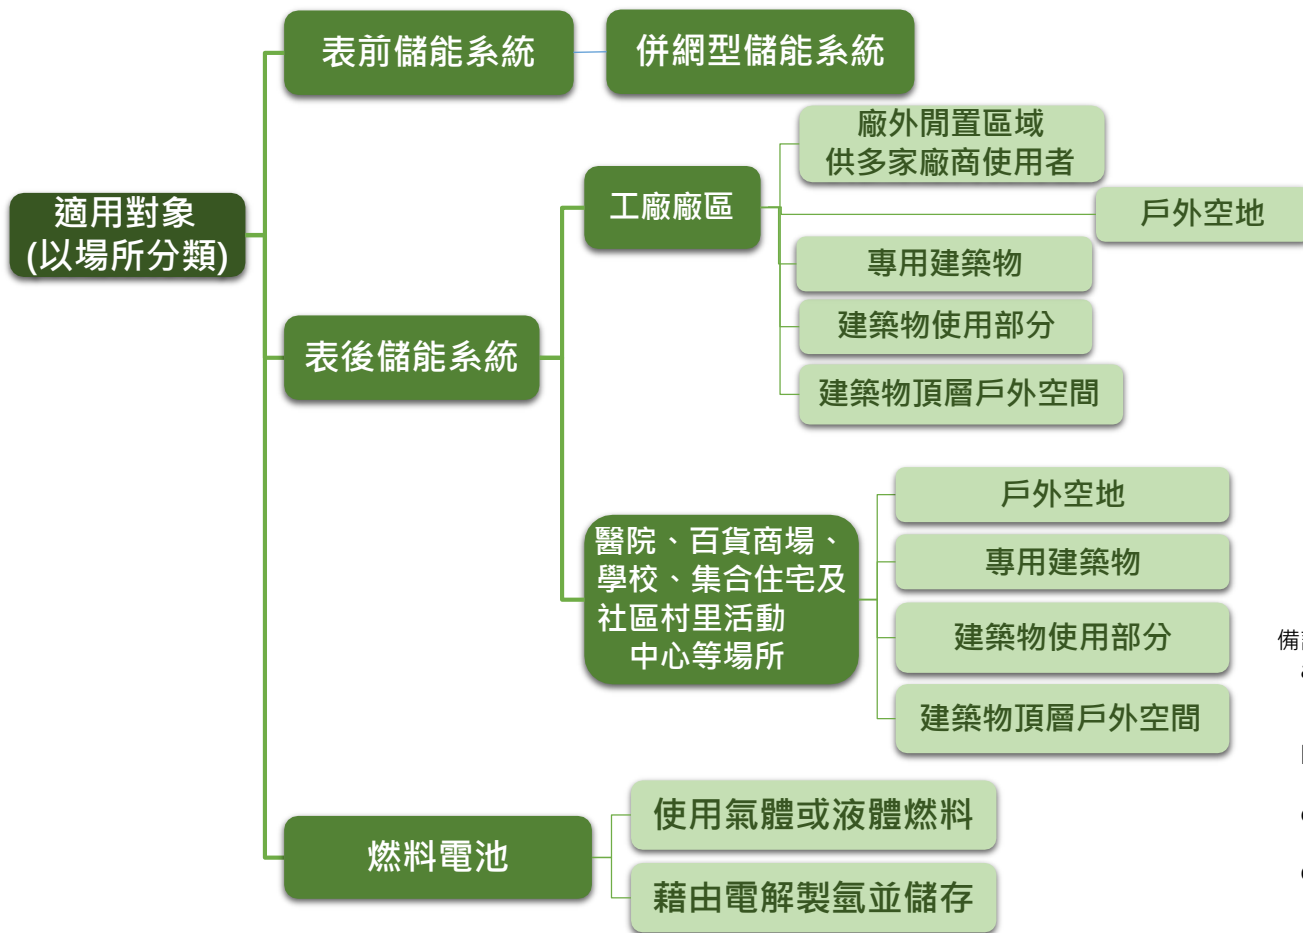 適用對象
(以場所分類)
表前儲能系統
併網型儲能系統
表後儲能系統
工廠廠區
廠外閒置區域
供多家廠商使用者
戶外空地
專用建築物
建築物使用部分
建築物頂層戶外空間
醫院、百貨商場、
學校、集合住宅及
社區村里活動
中心等場所
戶外空地
專用建築物
建築物使用部分
建築物頂層戶外空間
燃料電池
使用氣體或液體燃料
藉由電解製氫並儲存
備